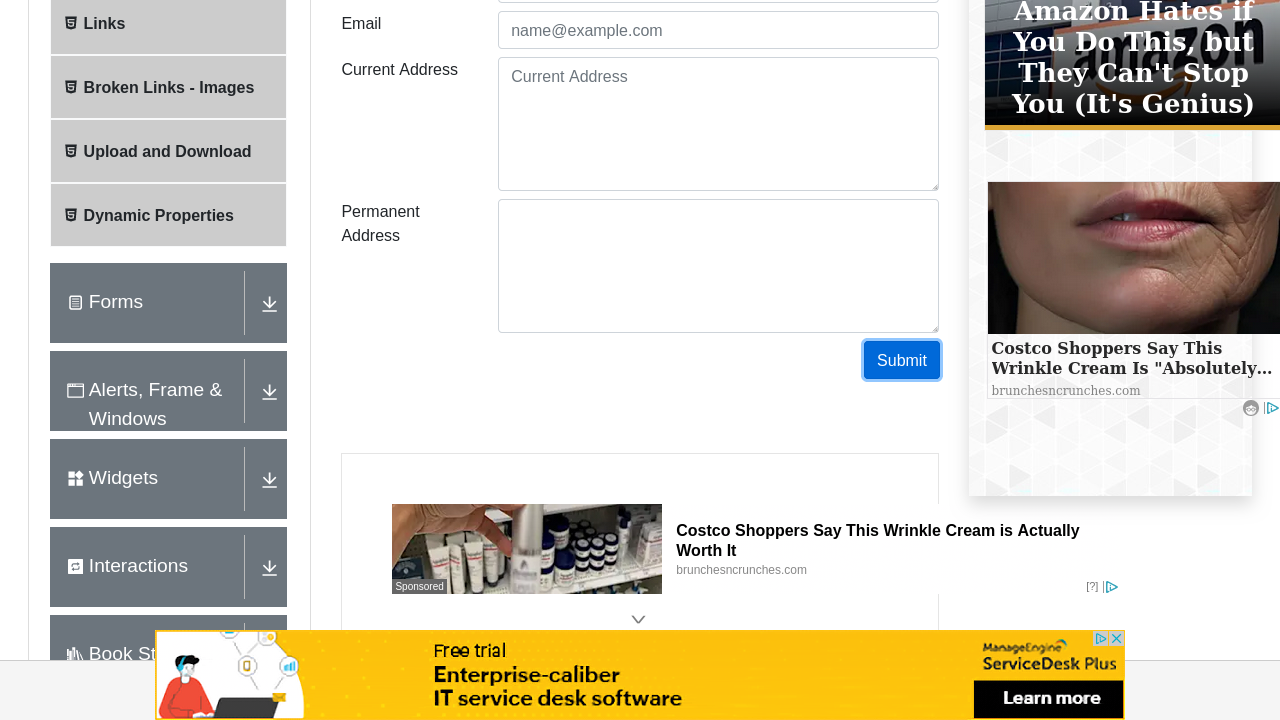 Links
Broken Links - Images
Upload and Download
Dynamic Properties
Forms
Alerts, Frame &
Windows
Widgets
Interactions
Book St
Email
name@example.com
Current Address
Current Address
Permanent
Address
Submit
Costco Shoppers Say This Wrinkle Cream is Actually
Worth It
brunchesncrunches.com
Sponsored
[?]
Amazon Hates if
You Do This, but
They Can't Stop
You (It's Genius)
Costco Shoppers Say This
Wrinkle Cream Is "Absolutely...
brunchesncrunches.com
Free trial
Enterprise-caliber
IT service desk software
ManageEngine
ServiceDesk Plus
Learn more